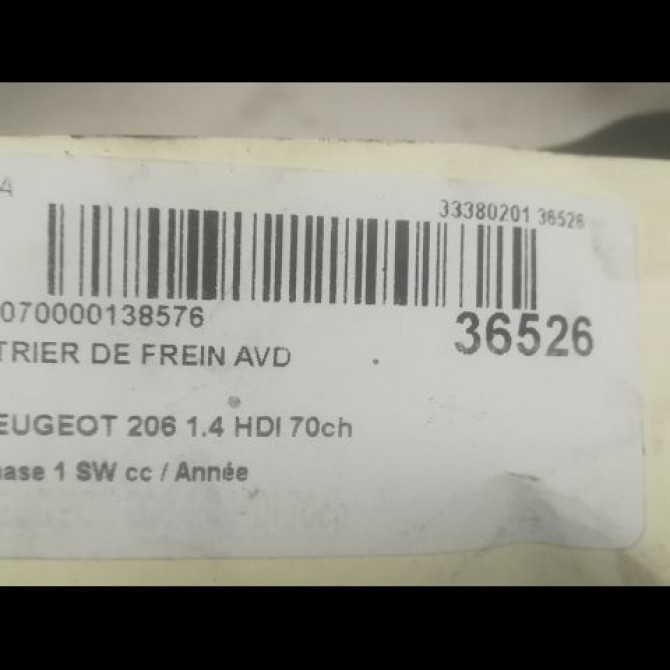 A
33380201 36526
070000138576
36526
TRIER DE FREIN AVD
EUGEOT 206 1.4 HDI 70ch
hase 1 SW cc / Année